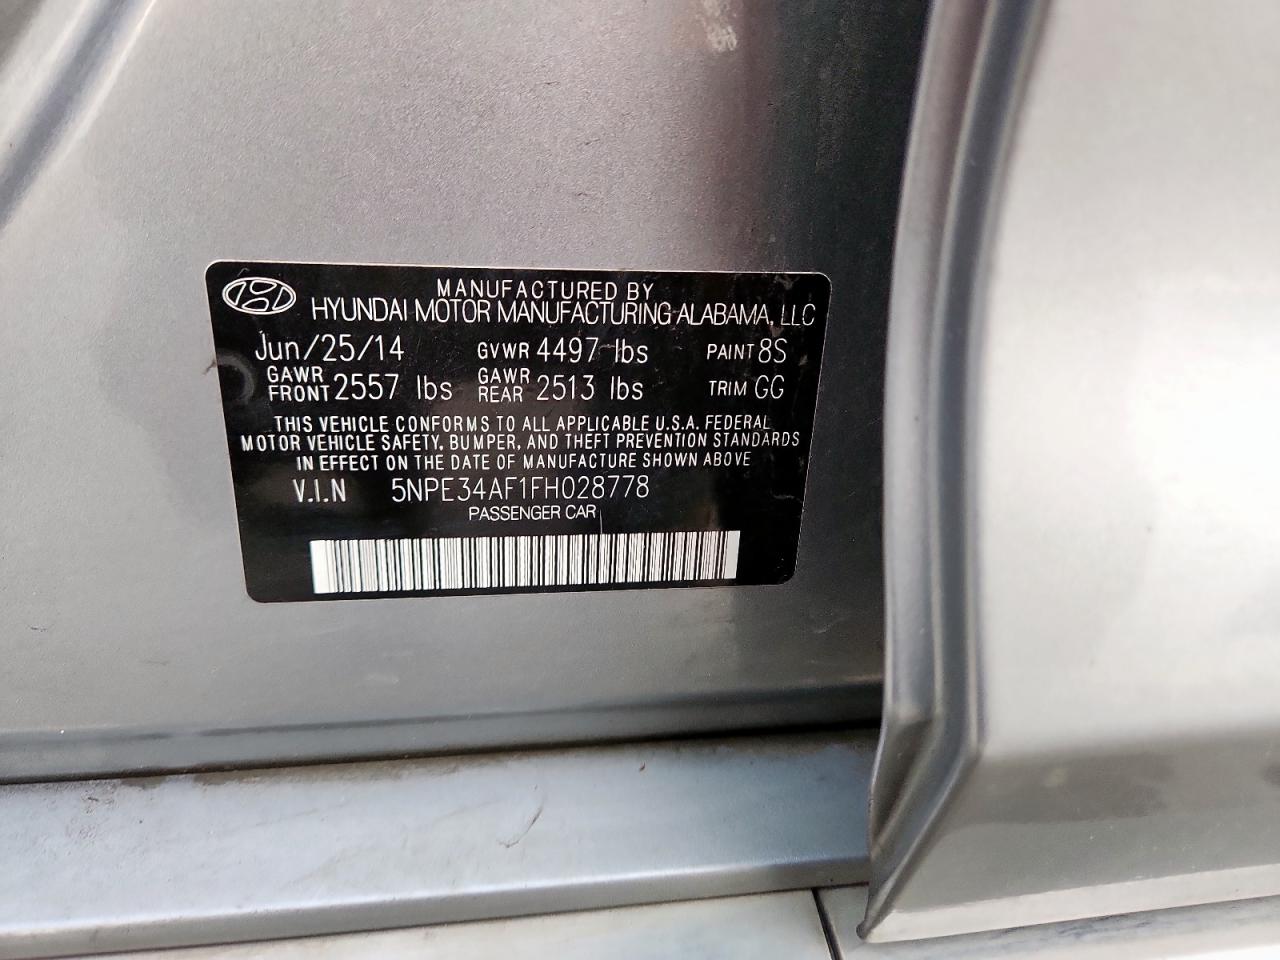 MANUFACTURED BY
HYUNDAI MOTOR MANUFACTURING ALABAMA, LLC
Jun/25/14 GVWR 4497 lbs PAINT 8S
GAWR FRONT 2557 lbs GAWR REAR 2513 lbs TRIM GG
THIS VEHICLE CONFORMS TO ALL APPLICABLE U.S.A. FEDERAL
MOTOR VEHICLE SAFETY, BUMPER, AND THEFT PREVENTION STANDARDS
IN EFFECT ON THE DATE OF MANUFACTURE SHOWN ABOVE
V.I.N 5NPE34AF1FH028778
PASSENGER CAR